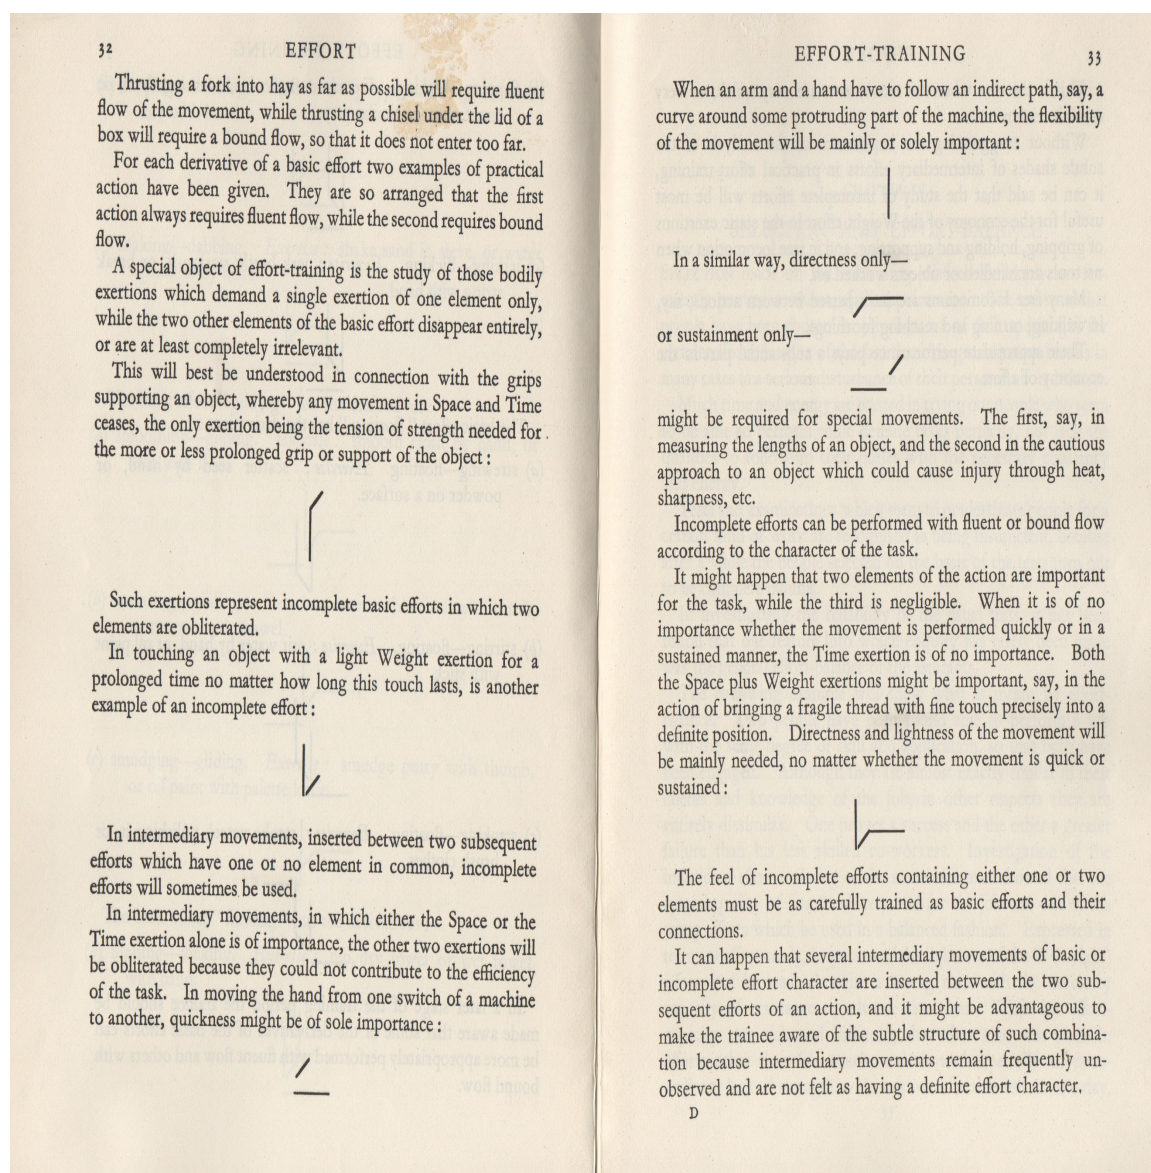 32 EFFORT
Thrusting a fork into hay as far as possible will require fluent
flow of the movement, while thrusting a chisel under the lid of a
box will require a bound flow, so that it does not enter too far.
For each derivative of a basic effort two examples of practical
action have been given. They are so arranged that the first
action always requires fluent flow, while the second requires bound
flow.
A special object of effort-training is the study of those bodily
exertions which demand a single exertion of one element only,
while the two other elements of the basic effort disappear entirely,
or are at least completely irrelevant.
This will best be understood in connection with the grips
supporting an object, whereby any movement in Space and Time
ceases, the only exertion being the tension of strength needed for
the more or less prolonged grip or support of the object:
Such exertions represent incomplete basic efforts in which two
elements are obliterated.
In touching an object with a light Weight exertion for a
prolonged time no matter how long this touch lasts, is another
example of an incomplete effort:
In intermediary movements, inserted between two subsequent
efforts which have one or no element in common, incomplete
efforts will sometimes be used.
In intermediary movements, in which either the Space or the
Time exertion alone is of importance, the other two exertions will
be obliterated because they could not contribute to the efficiency
of the task. In moving the hand from one switch of a machine
to another, quickness might be of sole importance:
EFFORT-TRAINING 33
When an arm and a hand have to follow an indirect path, say, a
curve around some protruding part of the machine, the flexibility
of the movement will be mainly or solely important:
In a similar way, directness only—
or sustainment only—
might be required for special movements. The first, say, in
measuring the lengths of an object, and the second in the cautious
approach to an object which could cause injury through heat,
sharpness, etc.
Incomplete efforts can be performed with fluent or bound flow
according to the character of the task.
It might happen that two elements of the action are important
for the task, while the third is negligible. When it is of no
importance whether the movement is performed quickly or in a
sustained manner, the Time exertion is of no importance. Both
the Space plus Weight exertions might be important, say, in the
action of bringing a fragile thread with fine touch precisely into a
definite position. Directness and lightness of the movement will
be mainly needed, no matter whether the movement is quick or
sustained:
The feel of incomplete efforts containing either one or two
elements must be as carefully trained as basic efforts and their
connections.
It can happen that several intermediary movements of basic or
incomplete effort character are inserted between the two sub-
sequent efforts of an action, and it might be advantageous to
make the trainee aware of the subtle structure of such combina-
tion because intermediary movements remain frequently un-
observed and are not felt as having a definite effort character.
D